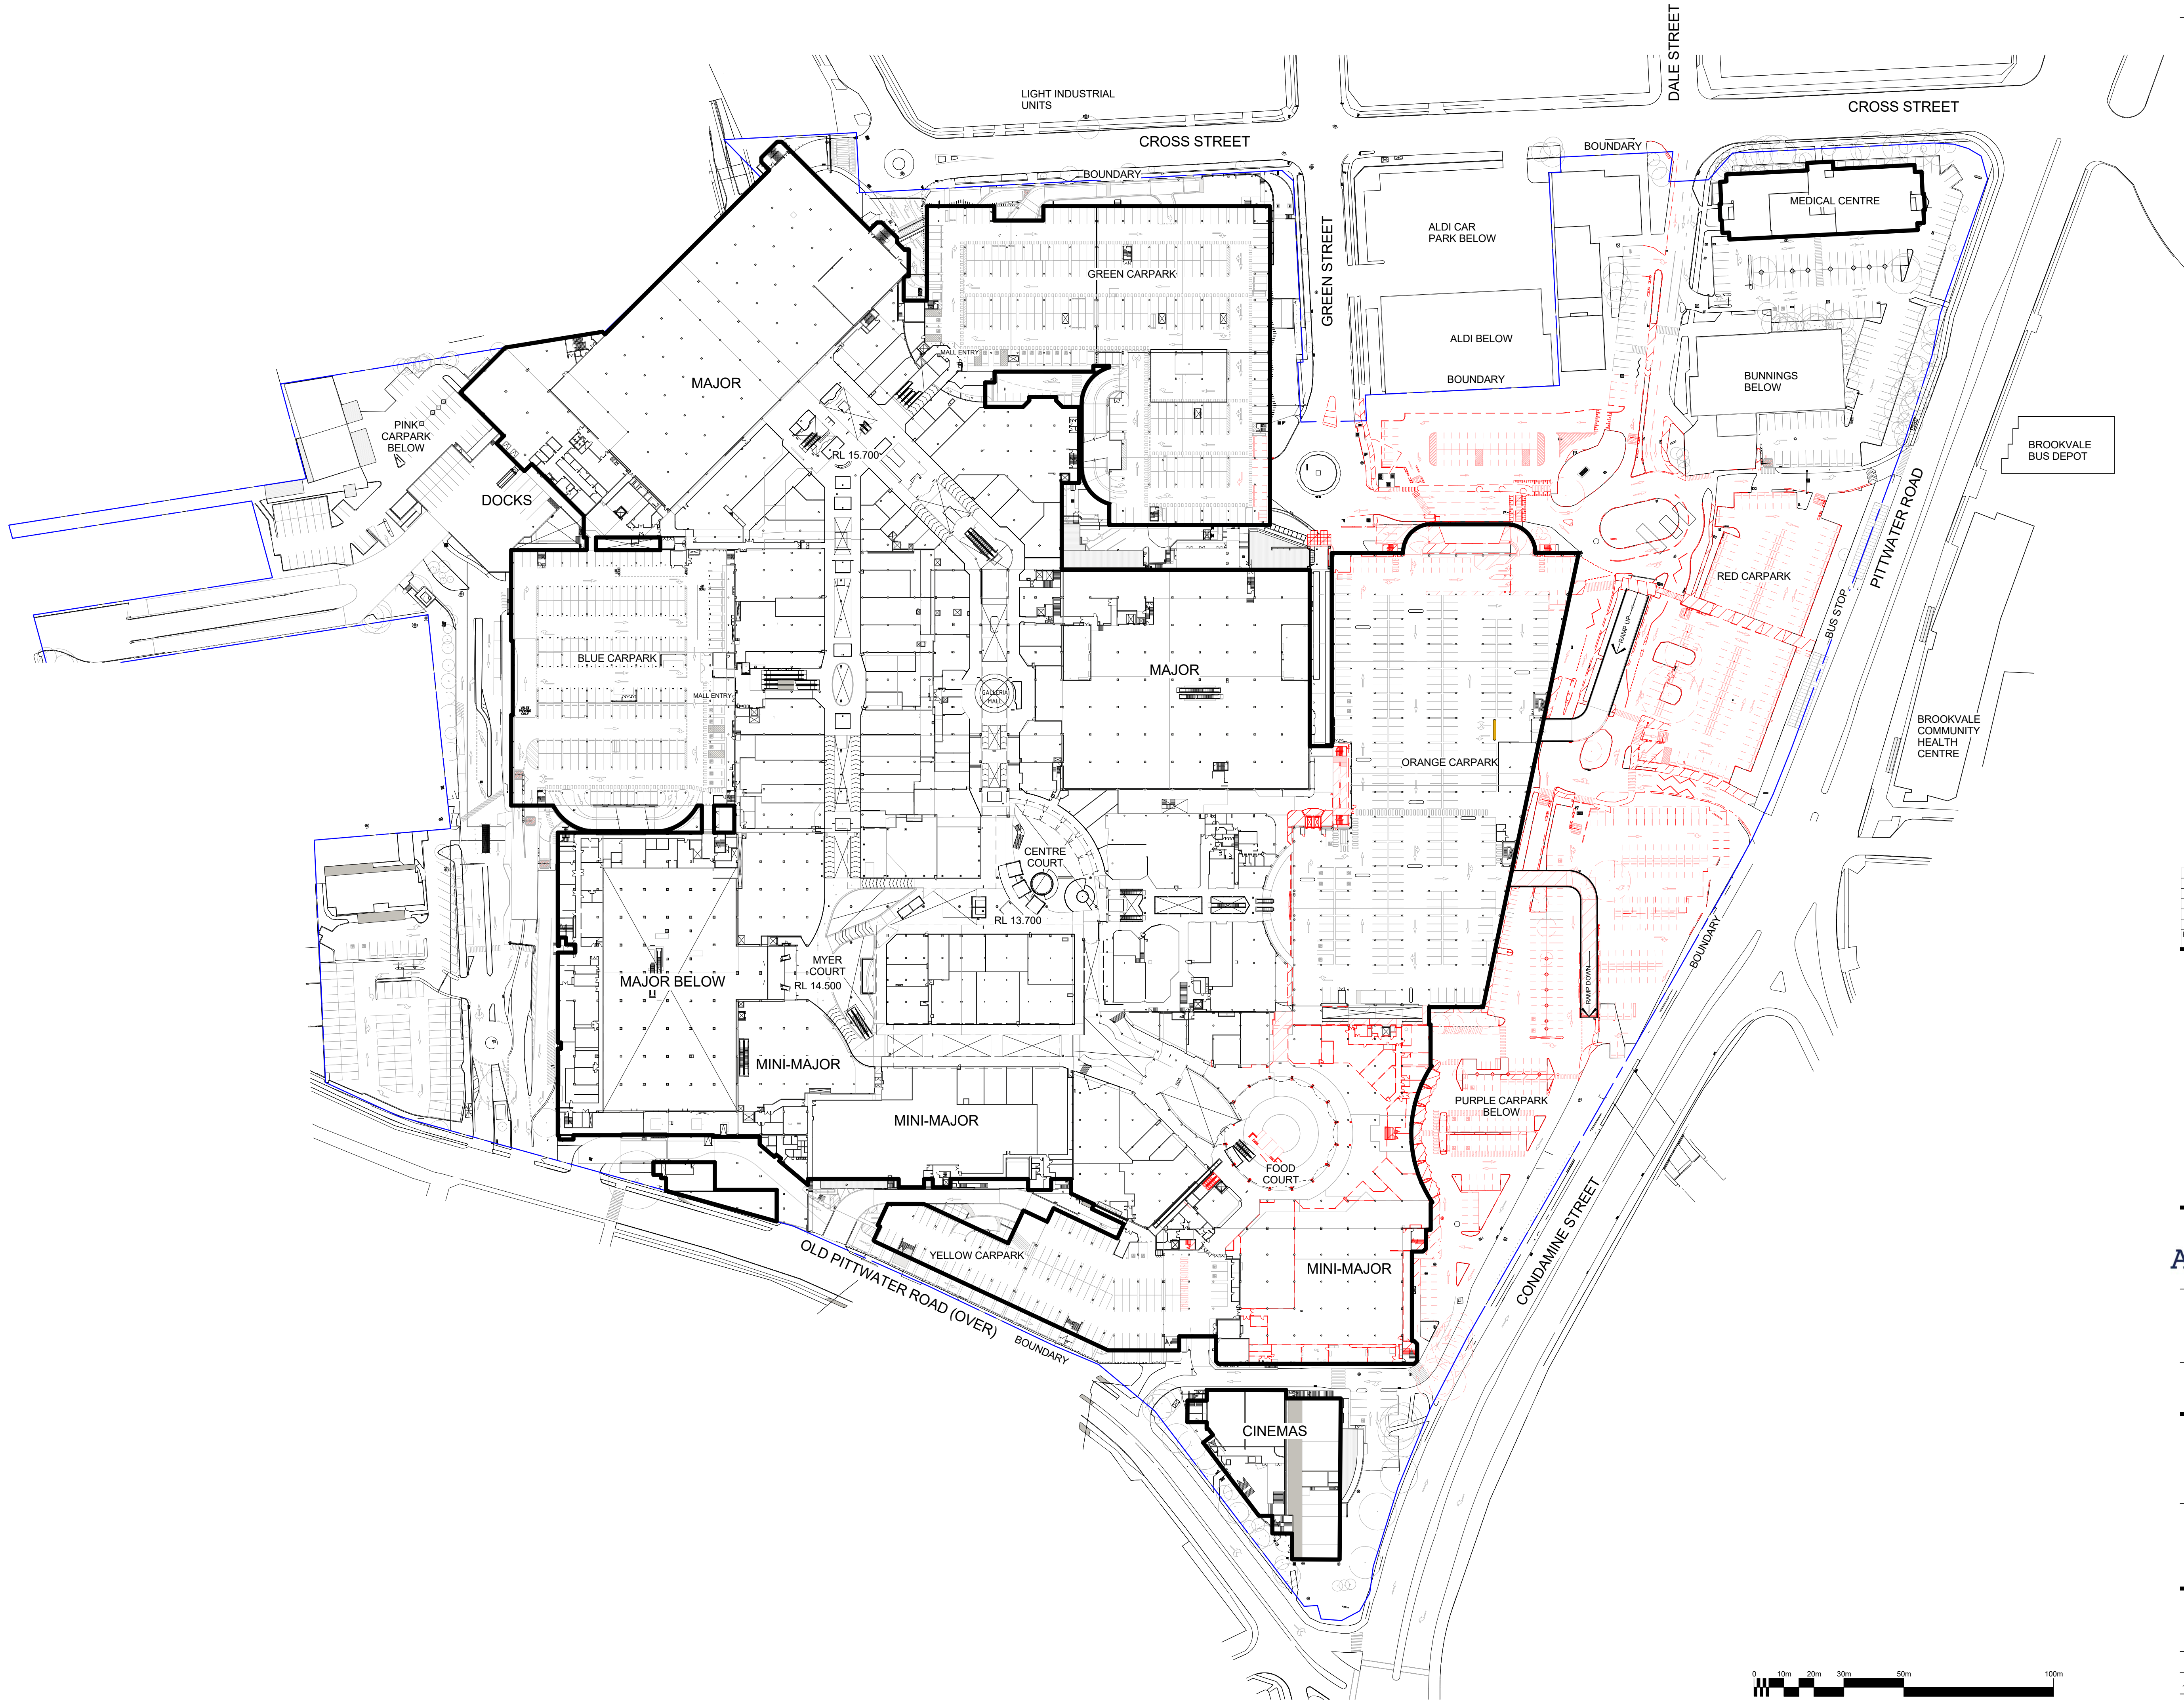 DALE STREET
LIGHT INDUSTRIAL
UNITS
CROSS STREET
CROSS STREET
BOUNDARY
BOUNDARY
MEDICAL CENTRE
GREEN STREET
ALDI CAR
PARK BELOW
GREEN CARPARK
ALDI BELOW
MALL ENTRY
BOUNDARY
BUNNINGS
BELOW
MAJOR
PINK
CARPARK
BELOW
RL 15.700
BROOKVALE
BUS DEPOT
DOCKS
PITTWATER ROAD
RED CARPARK
BUS STOP
RAMP UP
BLUE CARPARK
MALL ENTRY
GALLERIA
MALL
MAJOR
VALET
PARKING
ONLY
BROOKVALE
COMMUNITY
HEALTH
CENTRE
ORANGE CARPARK
CENTRE
COURT
RL 13.700
BOUNDARY
MYER
COURT
RL 14.500
MAJOR BELOW
RAMP DOWN
MINI-MAJOR
MINI-MAJOR
PURPLE CARPARK
BELOW
FOOD
COURT
CONDAMINE STREET
YELLOW CARPARK
MINI-MAJOR
OLD PITTWATER ROAD (OVER)
BOUNDARY
A
CINEMAS
0 10m 20m 30m 50m 100m